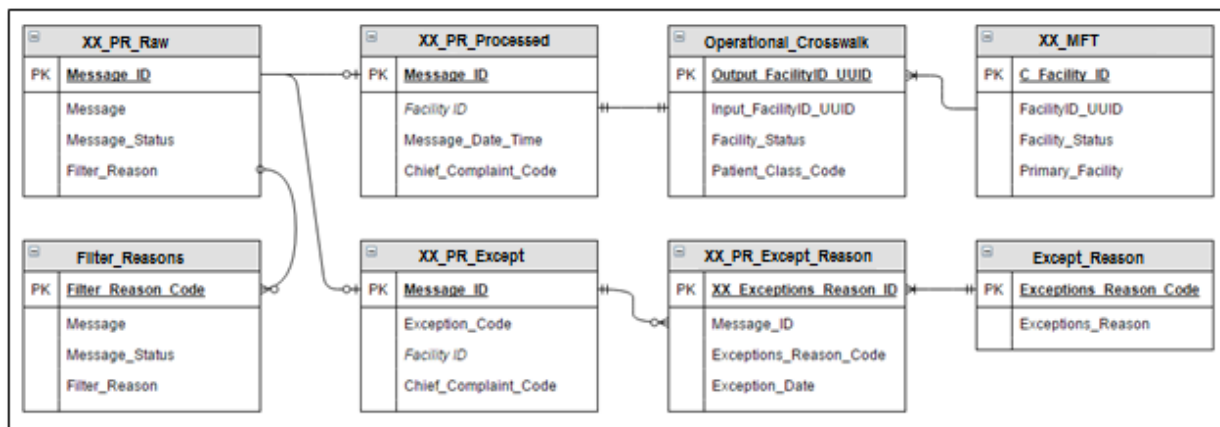 XX_PR_Raw
PK Message_ID
Message
Message_Status
Filter_Reason
XX_PR_Processed
PK Message_ID
Facility ID
Message_Date_Time
Chief_Complaint_Code
Operational_Crosswalk
PK Output_FacilityID_UUID
Input_FacilityID_UUID
Facility_Status
Patient_Class_Code
XX_MFT
PK C_Facility_ID
FacilityID_UUID
Facility_Status
Primary_Facility
Filter_Reasons
PK Filter_Reason_Code
Message
Message_Status
Filter_Reason
XX_PR_Except
PK Message_ID
Exception_Code
Facility ID
Chief_Complaint_Code
XX_PR_Except_Reason
PK XX_Exceptions_Reason_ID
Message_ID
Exceptions_Reason_Code
Exception_Date
Except_Reason
PK Exceptions_Reason_Code
Exceptions_Reason